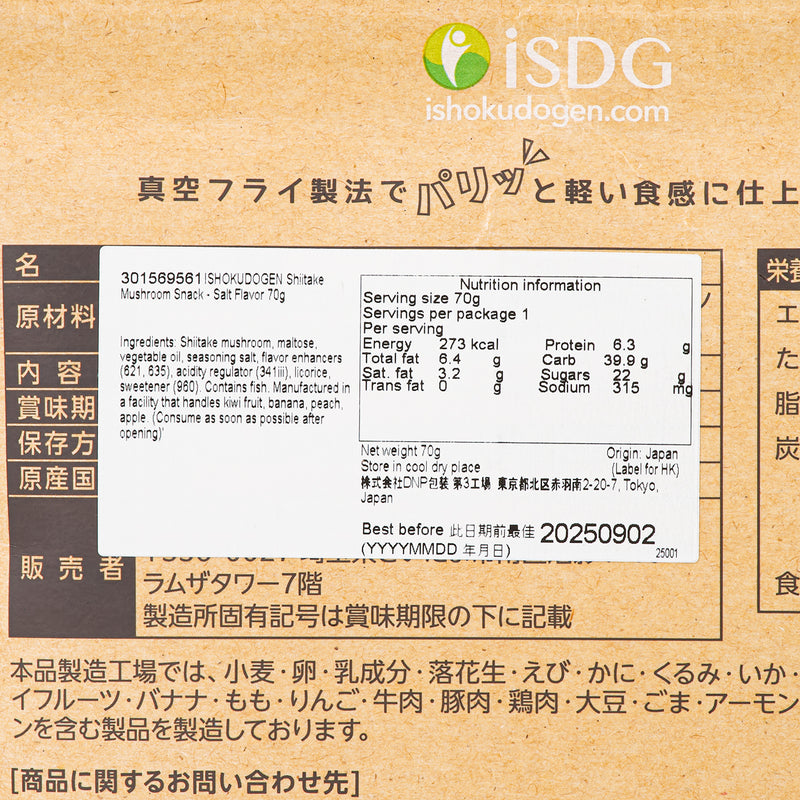 iSDG
ishokudogen.com
真空フライ製法でパリッと軽い食感に仕上
名
原材料
内 容
賞味期
保存方
原産国
販 売 者
301569561 ISHOKUDOGEN Shiitake
Mushroom Snack - Salt Flavor 70g
Ingredients: Shiitake mushroom, maltose,
vegetable oil, seasoning salt, flavor enhancers
(621, 635), acidity regulator (341iii), licorice,
sweetener (960). Contains fish. Manufactured in
a facility that handles kiwi fruit, banana, peach,
apple. (Consume as soon as possible after
opening)'
Nutrition information
Serving size 70g
Servings per package 1
Per serving
Energy 273 kcal Protein 6.3 g
Total fat 6.4 g Carb 39.9 g
Sat. fat 3.2 g Sugars 22 g
Trans fat 0 g Sodium 315 mg
Net weight 70g Origin: Japan
Store in cool dry place (Label for HK)
株式会社DNP包装 第3工場 東京都北区赤羽南2-20-7, Tokyo,
Japan
Best before 此日期前最佳 20250902
(YYYYMMDD 年月日) 25001
ラムザタワー7階
製造所固有記号は賞味期限の下に記載
栄養
エ
た
脂
炭
食
本品製造工場では、小麦・卵・乳成分・落花生・えび・かに・くるみ・いか・
イフルーツ・バナナ・もも・りんご・牛肉・豚肉・鶏肉・大豆・ごま・アーモン
ンを含む製品を製造しております。
[商品に関するお問い合わせ先]